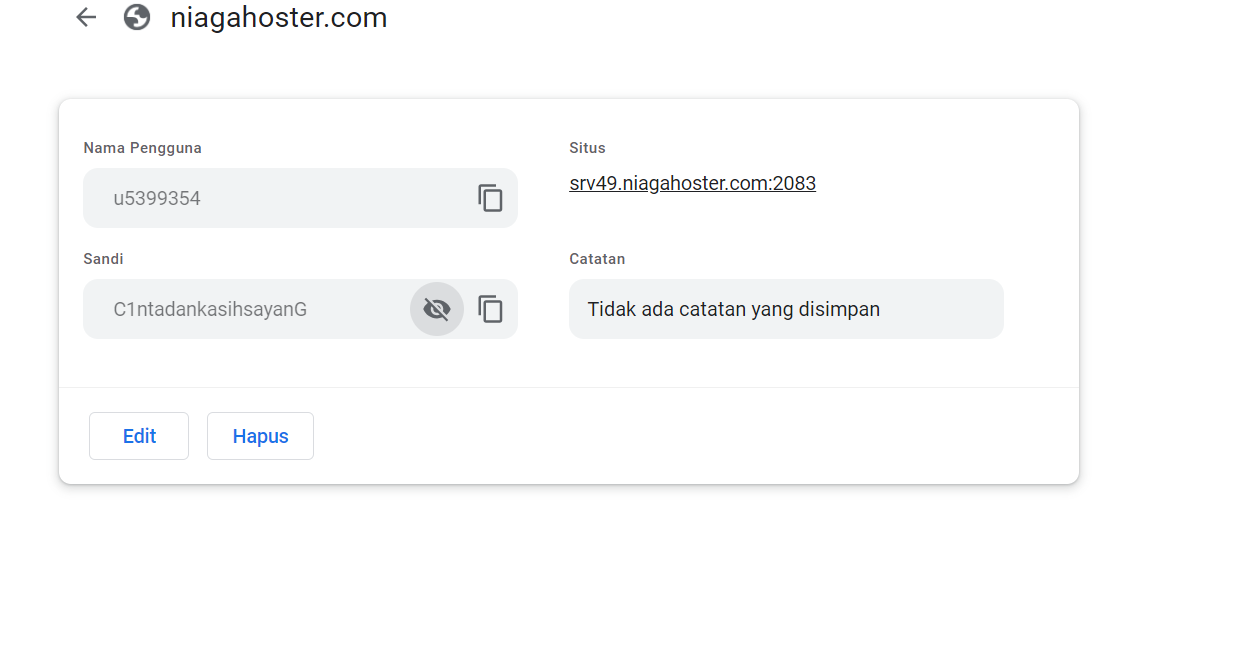 niagahoster.com
Nama Pengguna
u5399354
Situs
srv49.niagahoster.com:2083
Sandi
C1ntadankasihsayanG
Catatan
Tidak ada catatan yang disimpan
Edit
Hapus